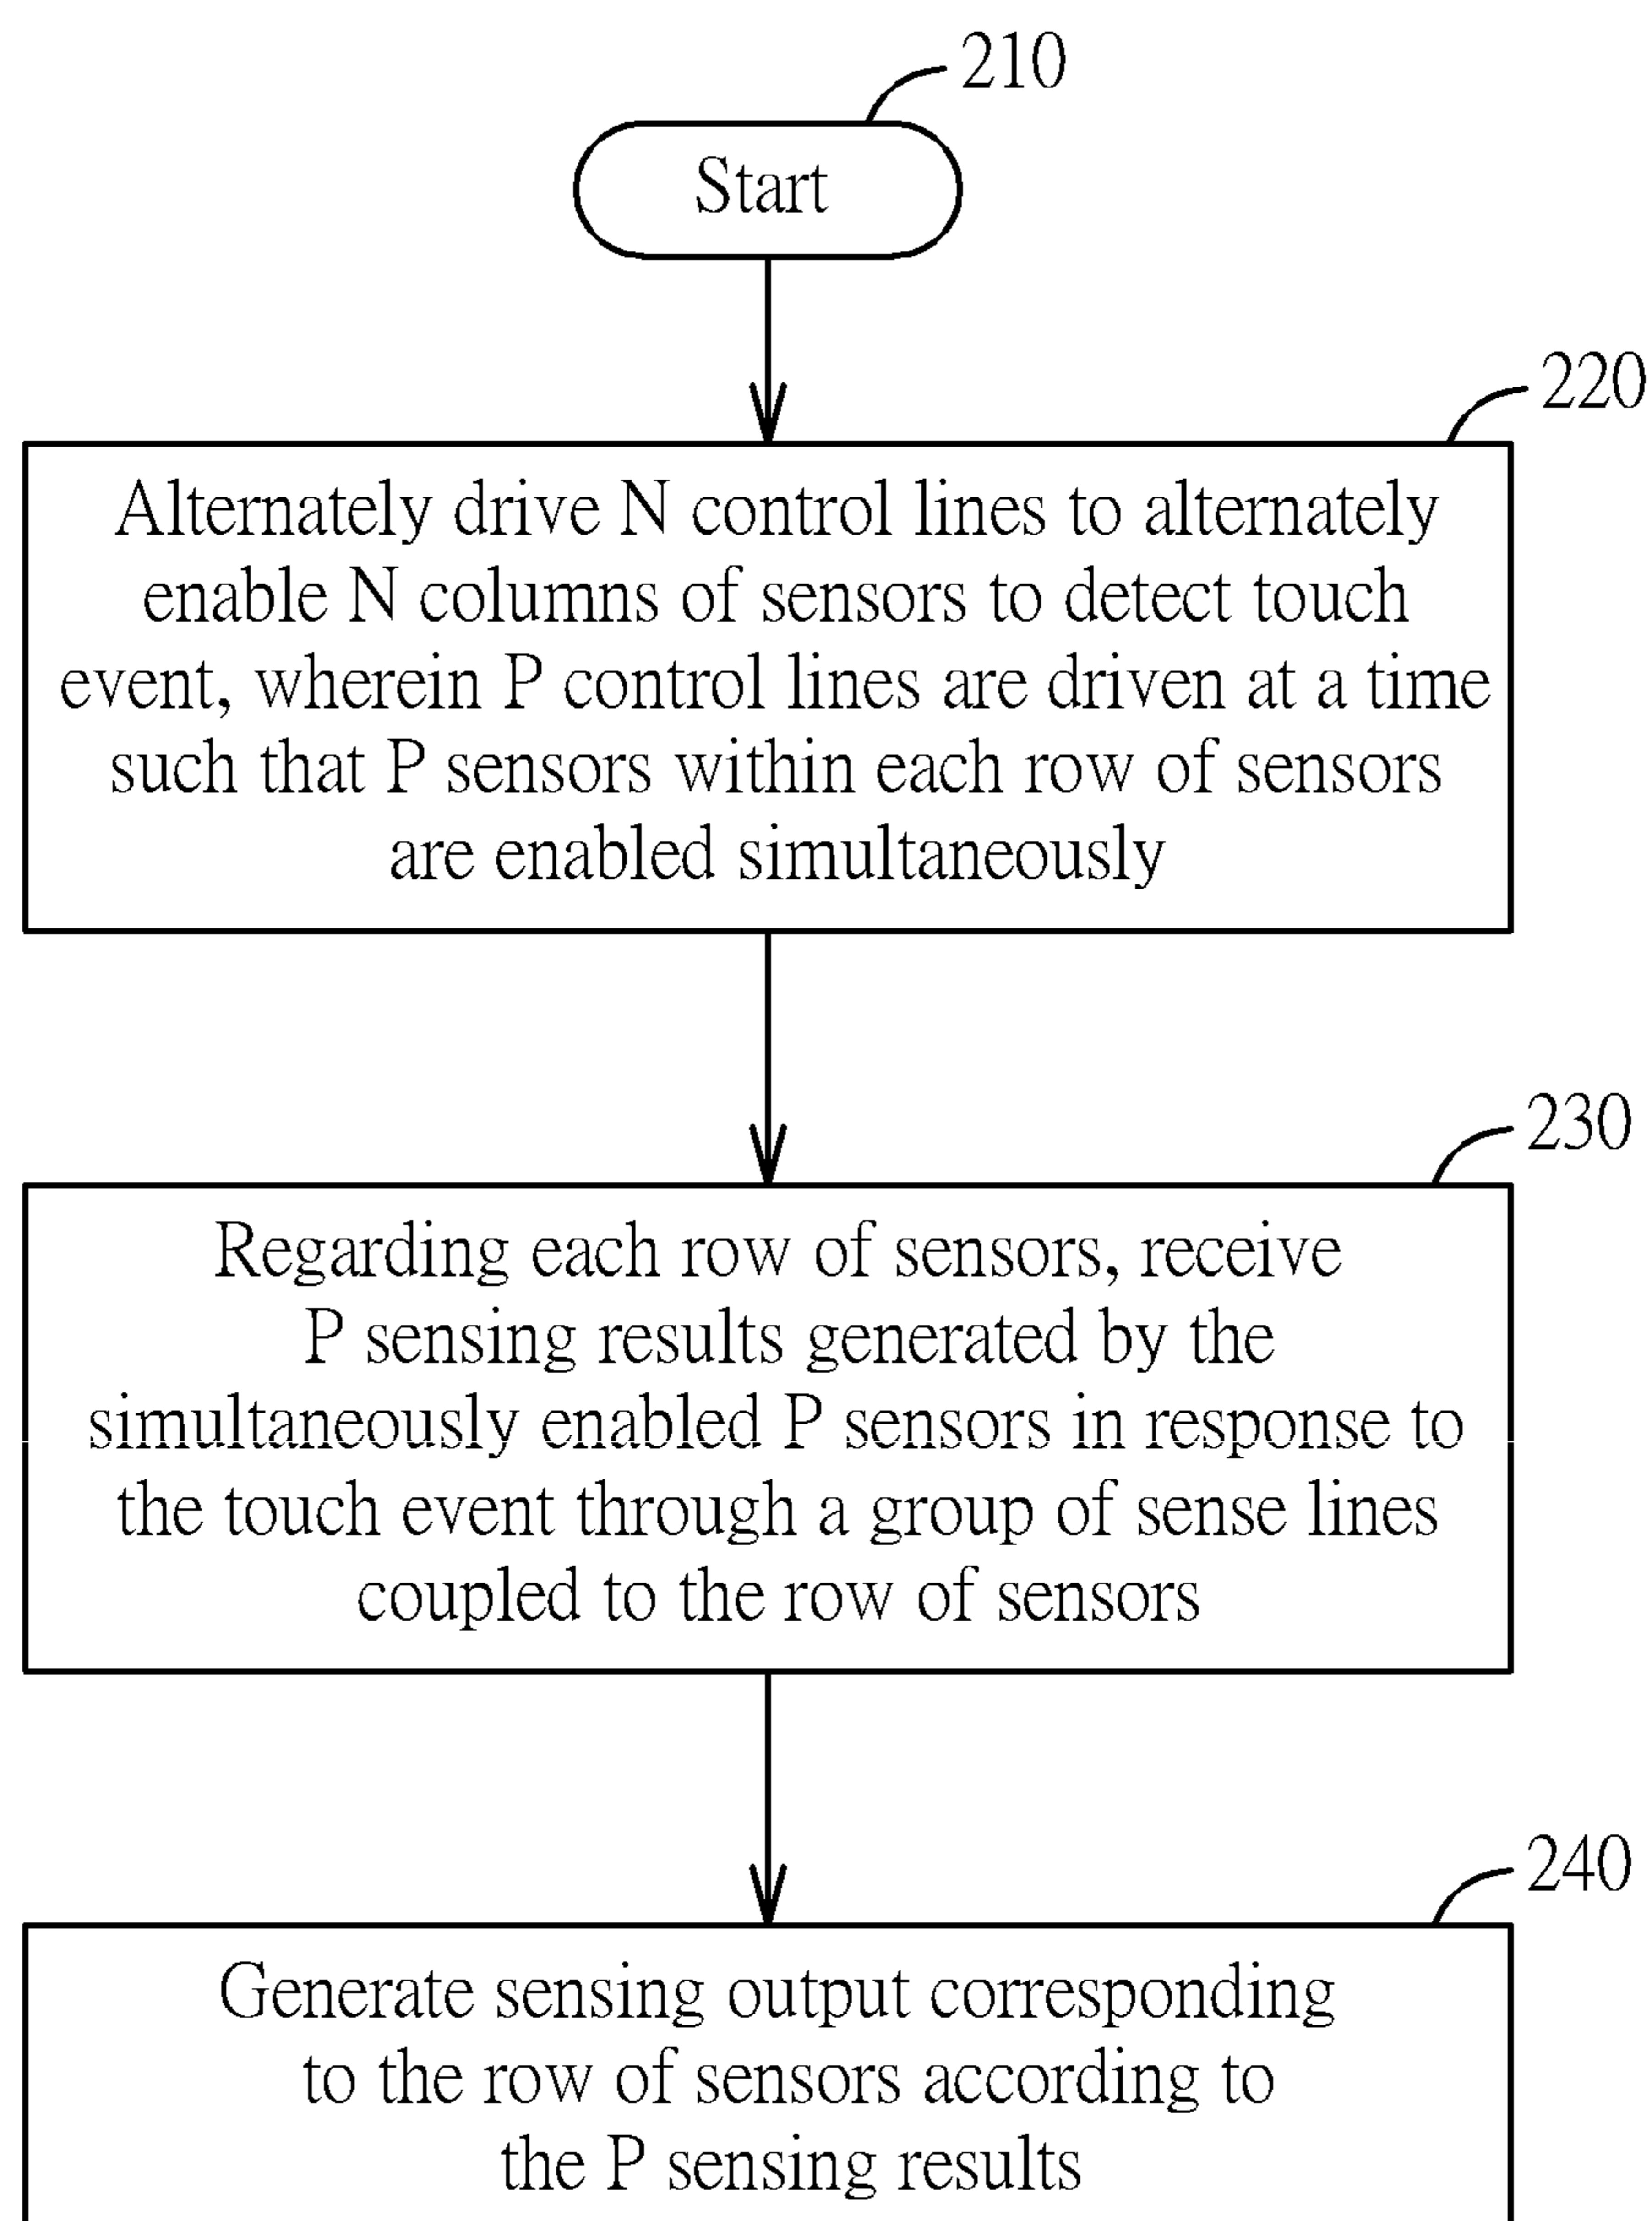 210
Start
220
Alternately drive N control lines to alternately
enable N columns of sensors to detect touch
event, wherein P control lines are driven at a time
such that P sensors within each row of sensors
are enabled simultaneously
230
Regarding each row of sensors, receive
P sensing results generated by the
simultaneously enabled P sensors in response to
the touch event through a group of sense lines
coupled to the row of sensors
240
Generate sensing output corresponding
to the row of sensors according to
the P sensing results